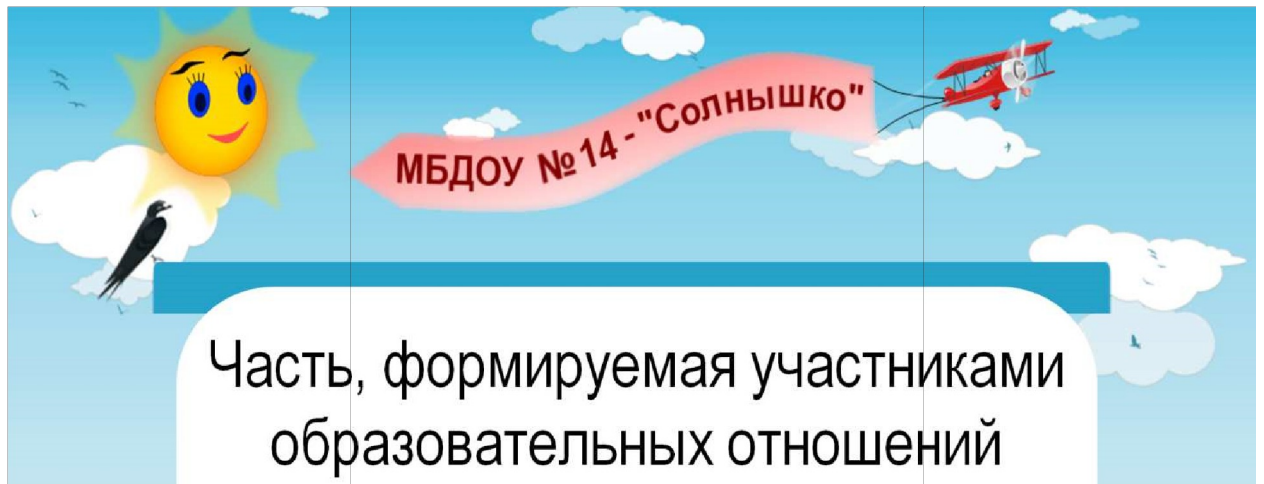 МБДОУ №14 - "Солнышко"
Часть, формируемая участниками
образовательных отношений